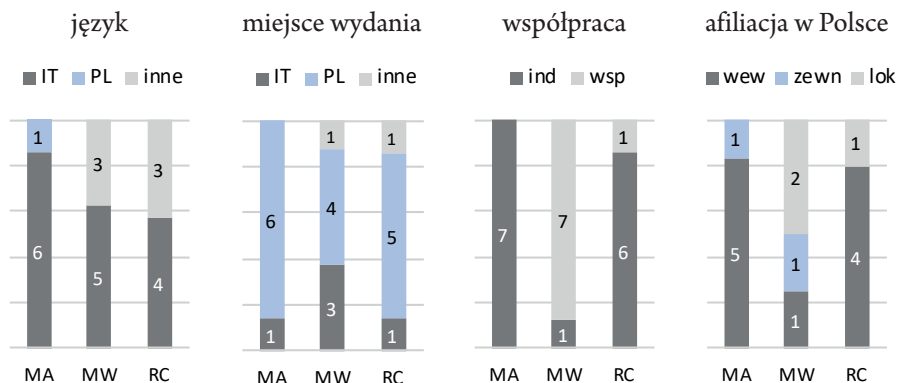 język miejsce wydania współpraca afiliacja w Polsce
IT PL inne IT PL inne ind wsp wew zewn lok
1 3 3 6 5 4
6 1 4 1 5 1 3 1
7 7 1 1 6
1 5 2 1 1 1 4
MA MW RC MA MW RC MA MW RC MA MW RC